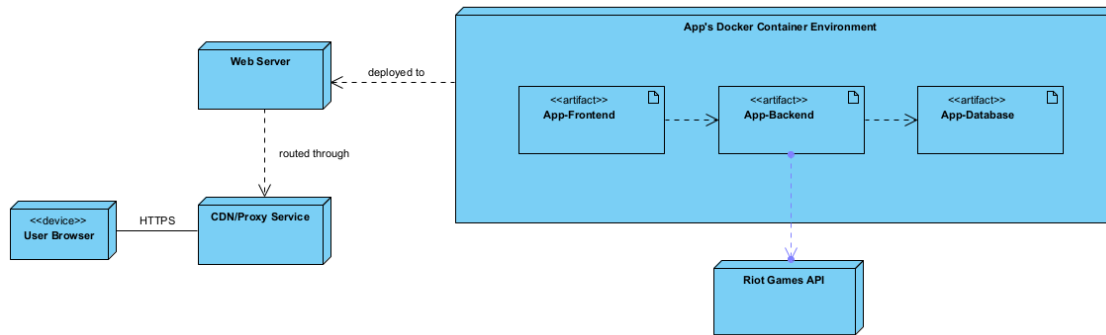 App's Docker Container Environment
Web Server
deployed to
<<artifact>>
App-Frontend
<<artifact>>
App-Backend
<<artifact>>
App-Database
routed through
<<device>>
User Browser
HTTPS
CDN/Proxy Service
Riot Games API